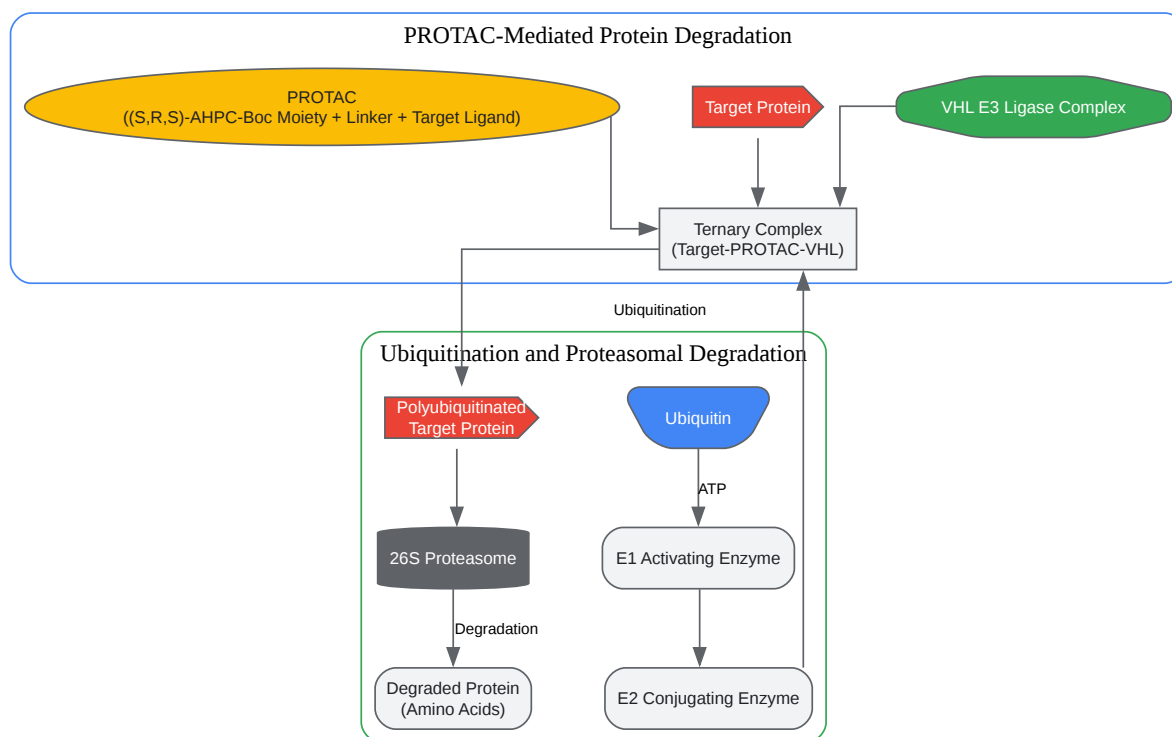 PROTAC-Mediated Protein Degradation
PROTAC
((S,R,S)-AHPC-Boc Moiety + Linker + Target Ligand)
Target Protein
VHL E3 Ligase Complex
Ternary Complex
(Target-PROTAC-VHL)
Ubiquitination
Ubiquitination and Proteasomal Degradation
Polyubiquitinated
Target Protein
Ubiquitin
ATP
26S Proteasome
E1 Activating Enzyme
Degradation
Degraded Protein
(Amino Acids)
E2 Conjugating Enzyme